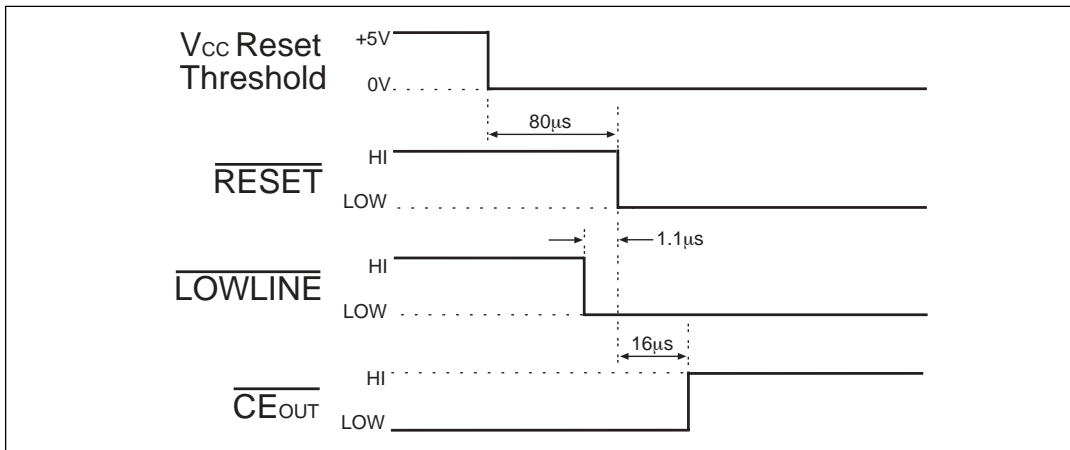 VCC Reset
Threshold
+5V
0V
80µs
RESET
HI
LOW
1.1µs
LOWLINE
HI
LOW
16µs
CEOUT
HI
LOW